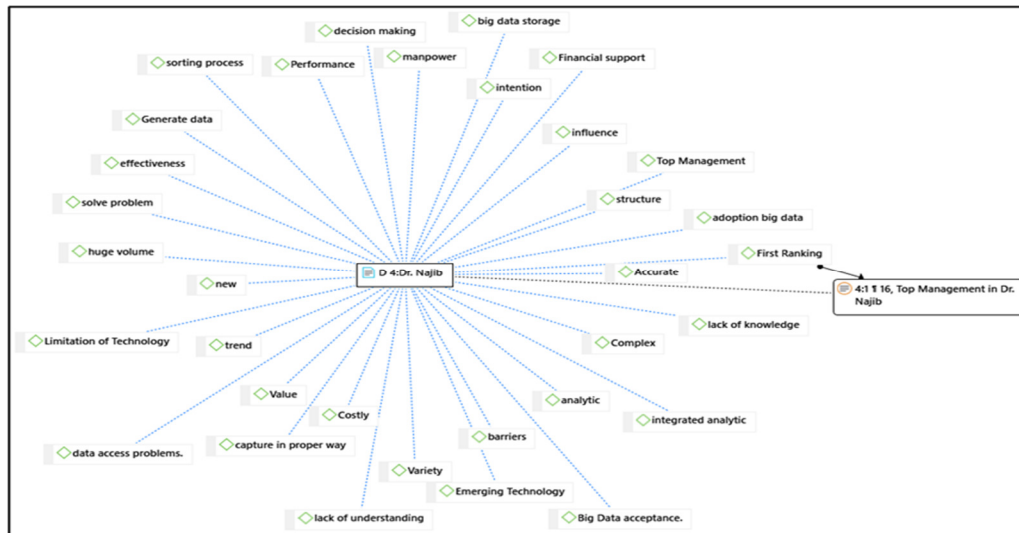 big data storage
decision making
manpower
Financial support
sorting process
Performance
intention
Generate data
influence
effectiveness
Top Management
solve problem
structure
adoption big data
huge volume
First Ranking
D 4:Dr. Najib
Accurate
new
4:1 ¶ 16, Top Management in Dr.
Najib
lack of knowledge
Limitation of Technology
trend
Complex
Value
analytic
Costly
integrated analytic
barriers
capture in proper way
data access problems.
Variety
Emerging Technology
lack of understanding
Big Data acceptance.